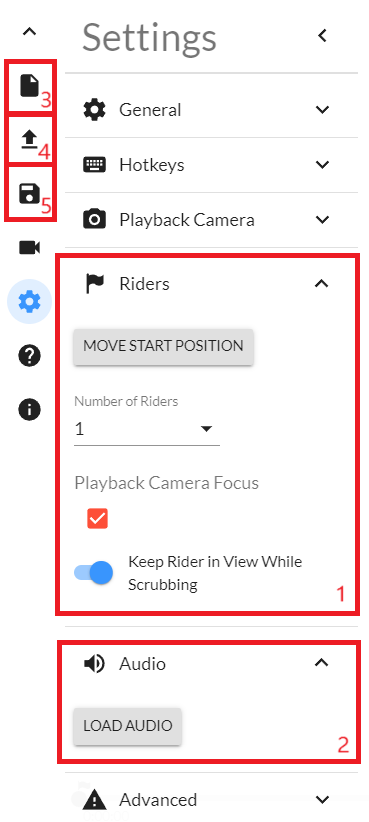 Settings
3
General
4
Hotkeys
5
Playback Camera
Riders
MOVE START POSITION
Number of Riders
1
Playback Camera Focus
Keep Rider in View While
Scrubbing
1
Audio
LOAD AUDIO
2
Advanced